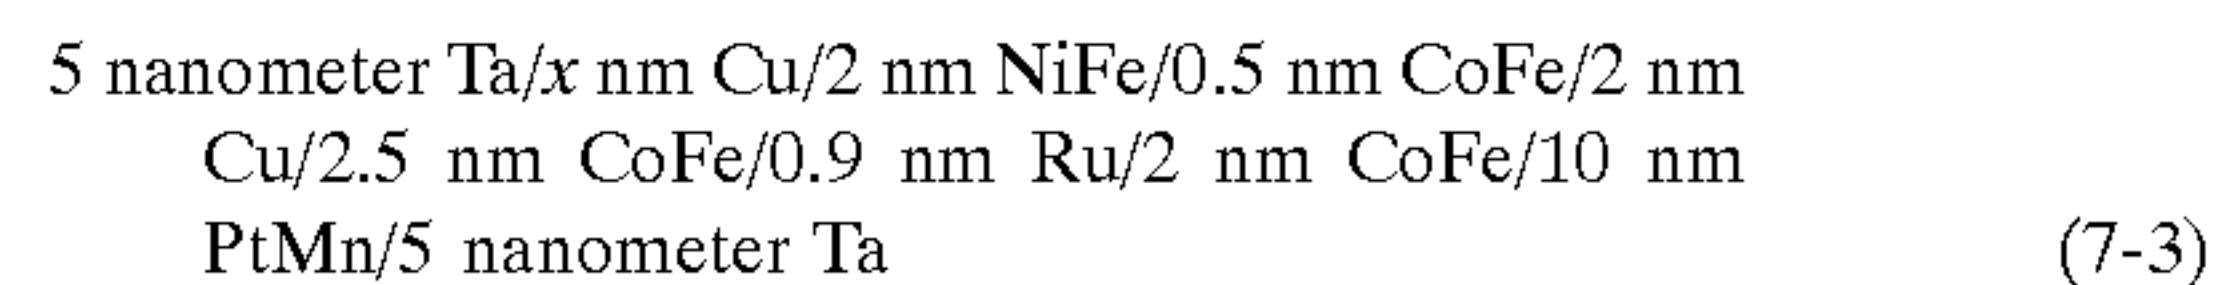 5 nanometer Ta/x nm Cu/2 nm NiFe/0.5 nm CoFe/2 nm
Cu/2.5 nm CoFe/0.9 nm Ru/2 nm CoFe/10 nm
PtMn/5 nanometer Ta (7-3)